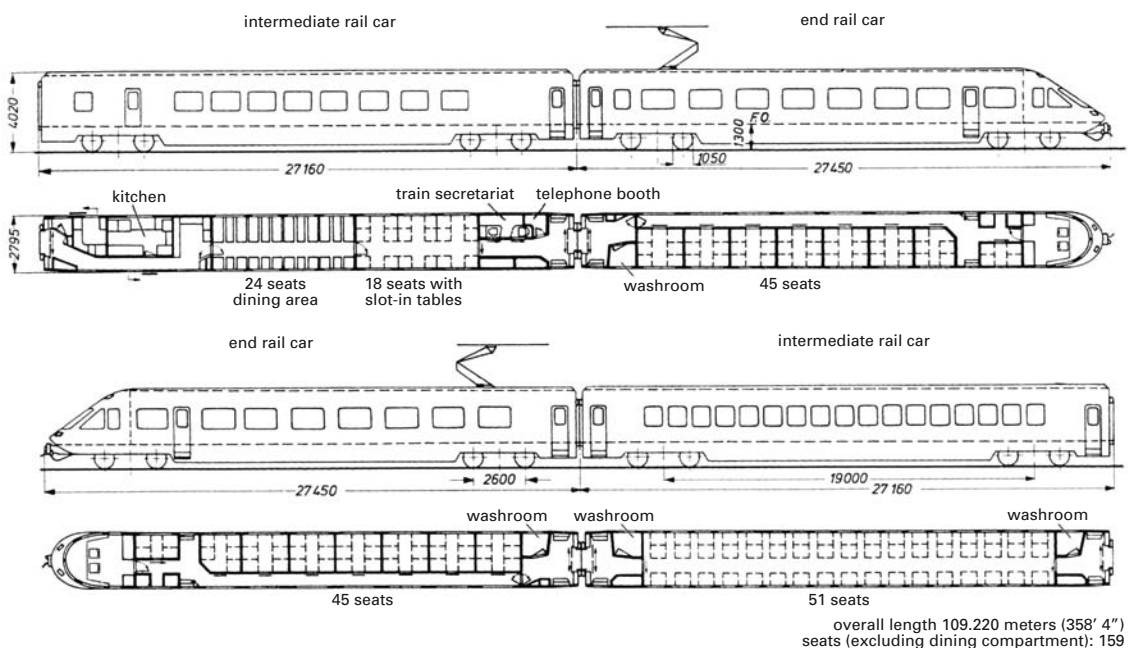 intermediate rail car
end rail car
4020
1300
F.O.
1050
27160
27450
kitchen
train secretariat
telephone booth
2795
24 seats
dining area
18 seats with
slot-in tables
washroom
45 seats
end rail car
intermediate rail car
2600
19000
27450
27160
washroom
washroom
washroom
45 seats
51 seats
overall length 109.220 meters (358’ 4”)
seats (excluding dining compartment): 159